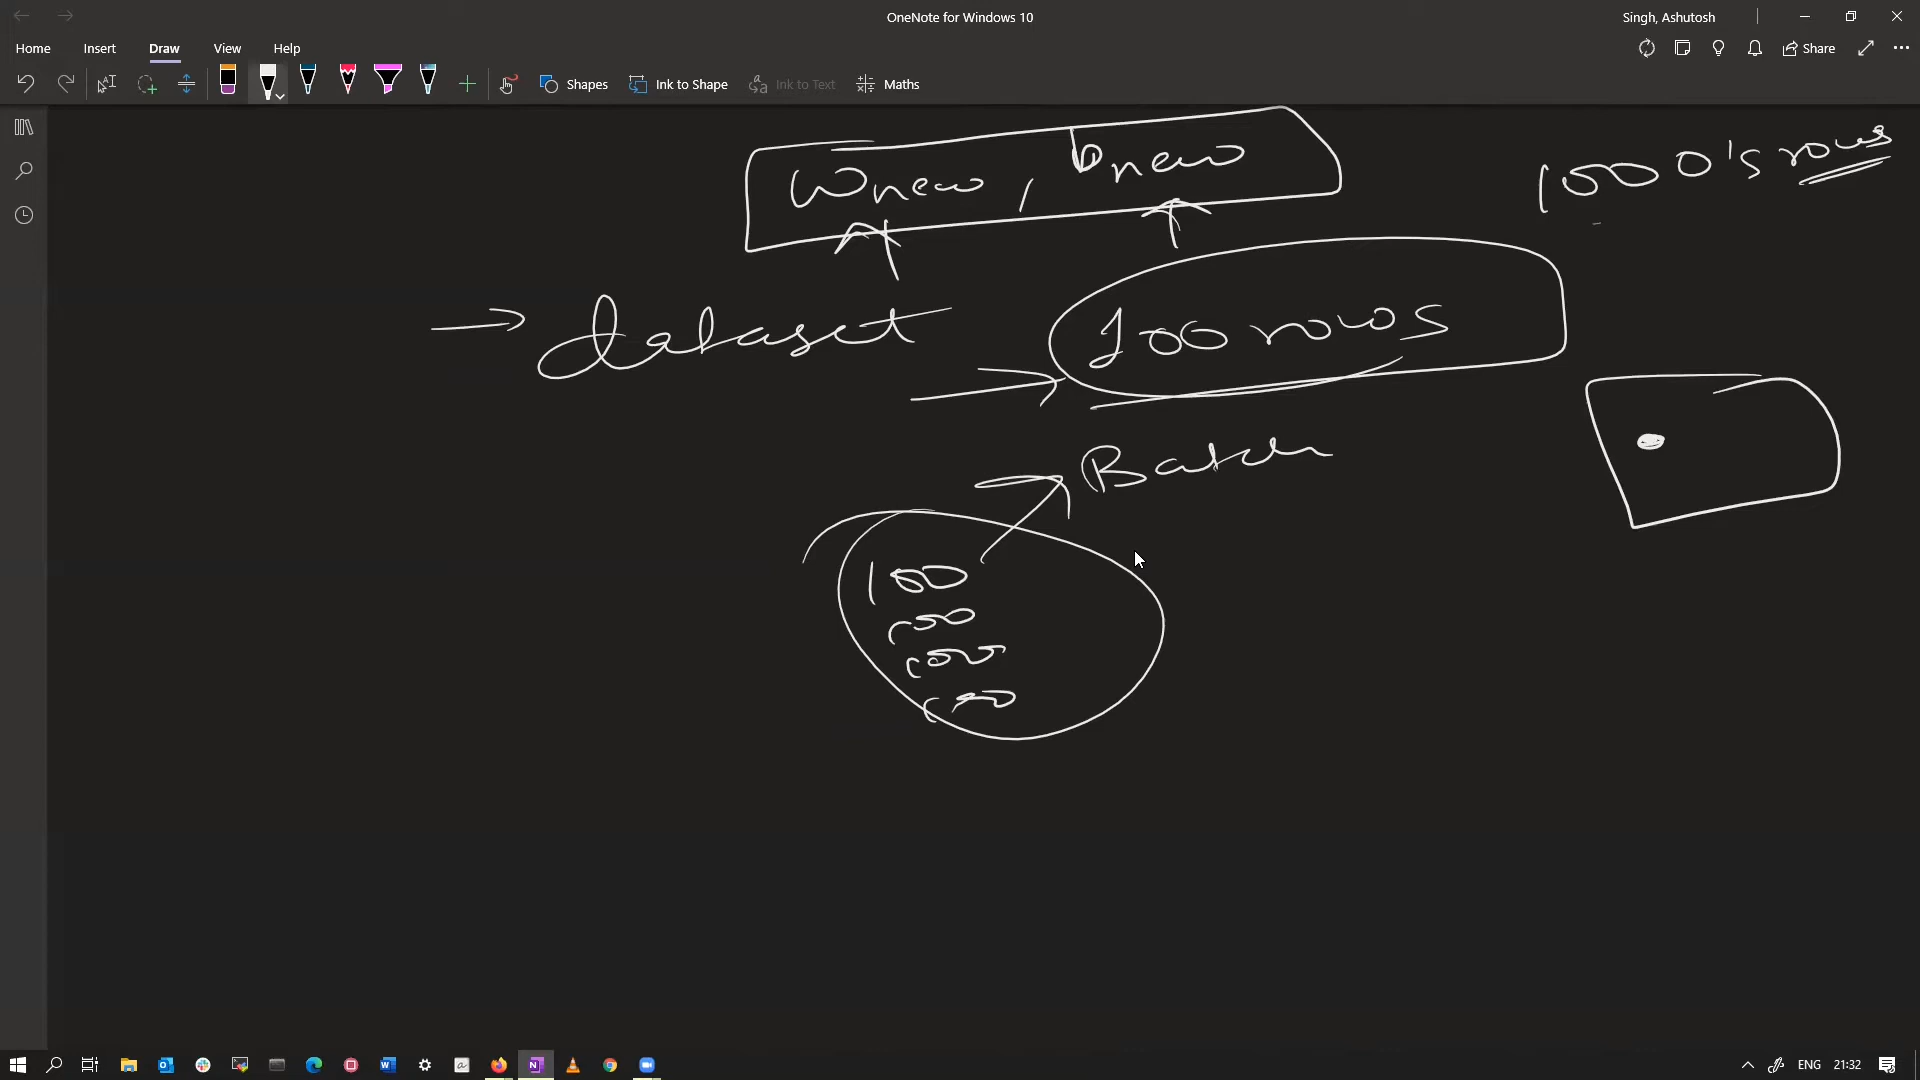 OneNote for Windows 10
Singh, Ashutosh
Home Insert Draw View Help
Share
Shapes Ink to Shape Ink to Text Maths
Wnew, bnew
1000's rows
dataset
100 rows
Batch
100
100
100
100
ENG 21:32